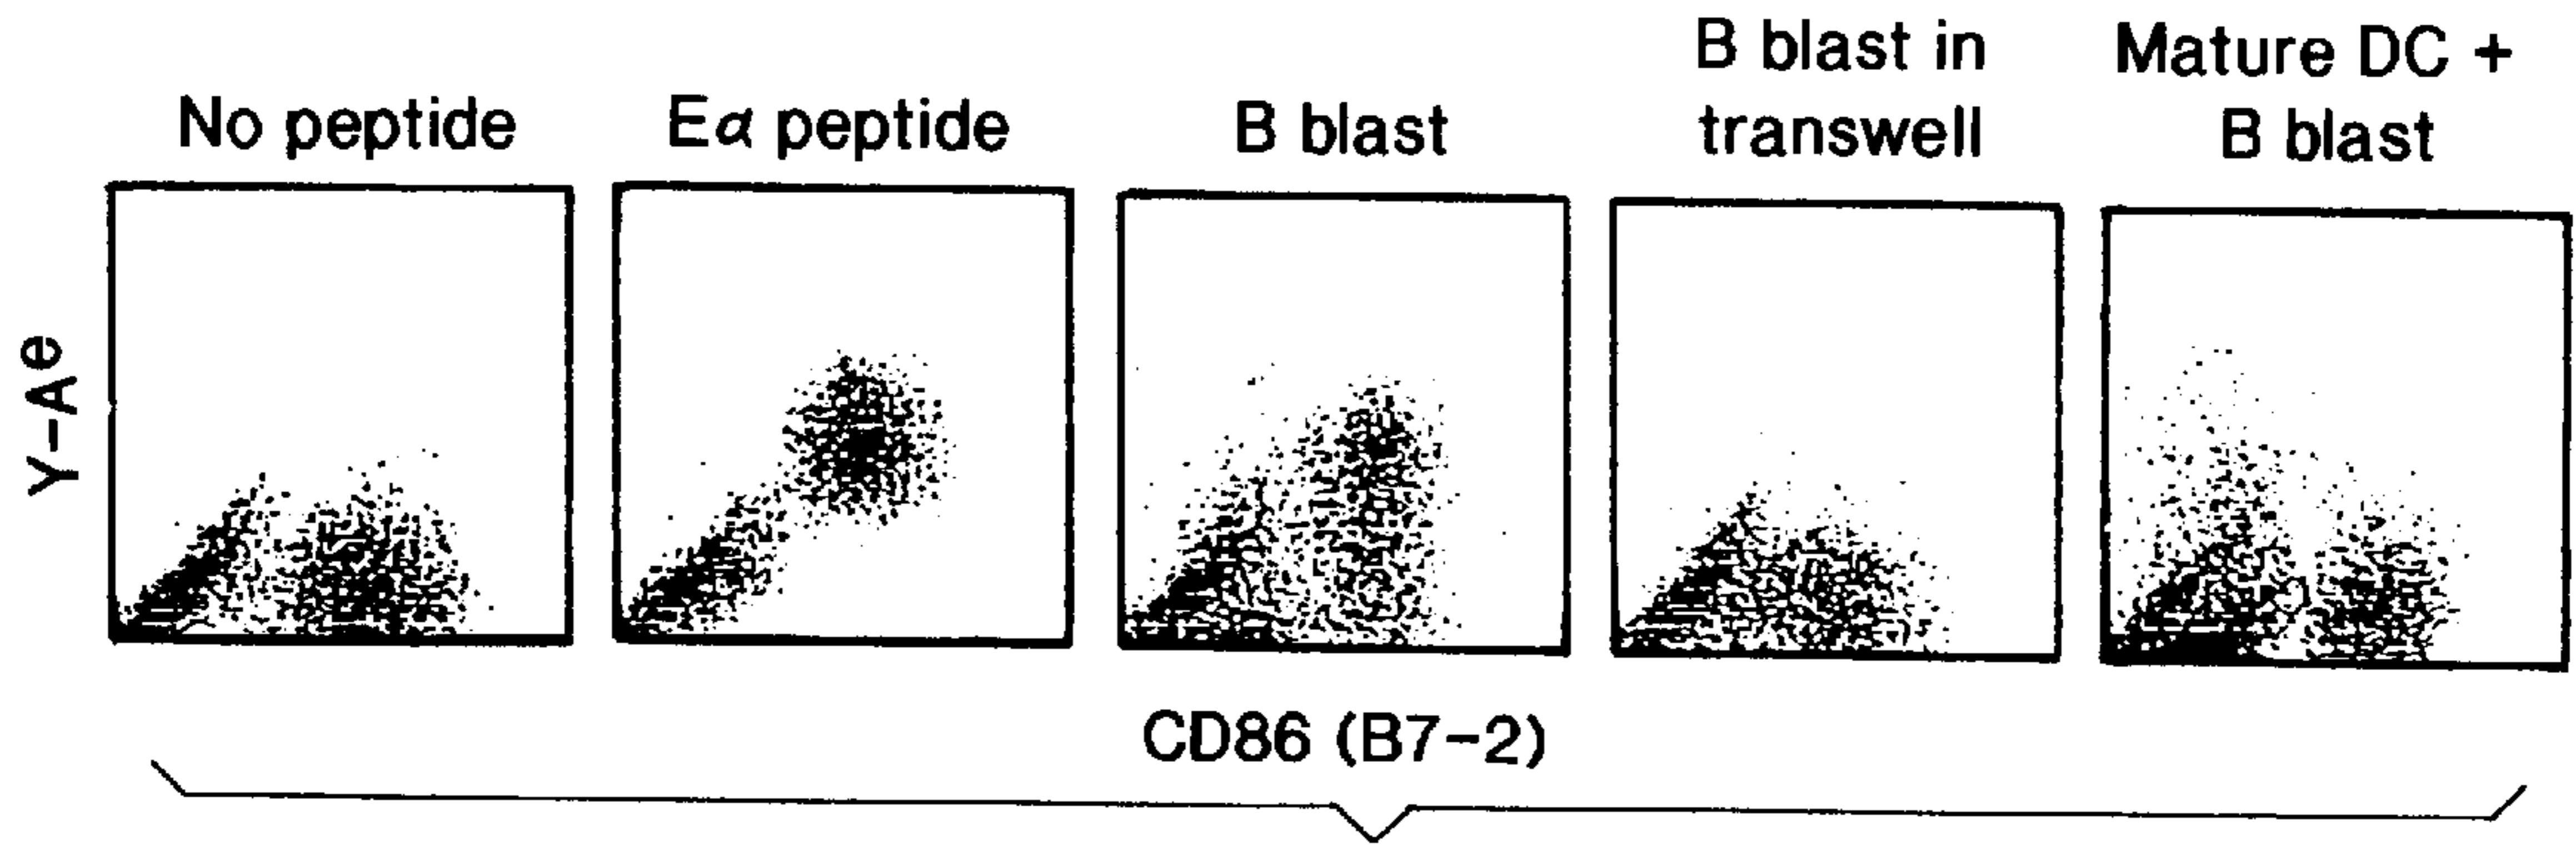 No peptide
Eα peptide
B blast
B blast in
transwell
Mature DC +
B blast
Y-Ae
CD86 (B7-2)